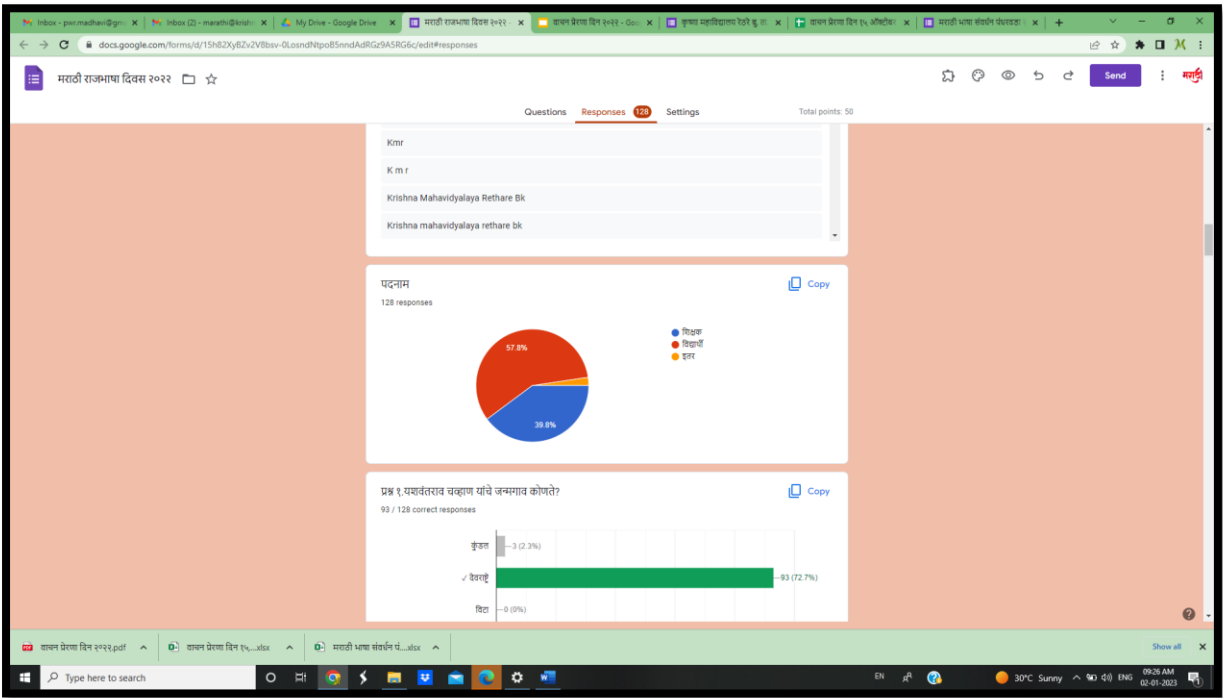 Inbox - pwr.madhavi@gm
Inbox (2) - marathi@krish
My Drive - Google Drive
मराठी राजभाषा दिवस २०२२ -
वाचन प्रेरणा दिन २०२२ - Goo
कृष्णा महाविद्यालय रेठरे बु. ता.
वाचन प्रेरणा दिन १५ ऑक्टोबर
मराठी भाषा संवर्धन पंधरवडा
docs.google.com/forms/d/15h82XyBZv2V8bsv-0LosndNtpoB5nndAdRGz9A5RG6c/edit#responses
मराठी राजभाषा दिवस २०२२
Send
मराठी
Questions Responses 128 Settings Total points: 50
Kmr
K m r
Krishna Mahavidyalaya Rethare Bk
Krishna mahavidyalaya rethare bk
पदनाम
Copy
128 responses
57.8%
39.8%
शिक्षक
विद्यार्थी
इतर
प्रश्न १.यशवंतराव चव्हाण यांचे जन्मगाव कोणते?
Copy
93 / 128 correct responses
कुंडल 3 (2.3%)
✓ देवराष्ट्रे 93 (72.7%)
विटा 0 (0%)
वाचन प्रेरणा दिन २०२२.pdf
वाचन प्रेरणा दिन १५....xlsx
मराठी भाषा संवर्धन पं....xlsx
Show all
Type here to search
EN
30°C Sunny
ENG
09:26 AM
02-01-2023